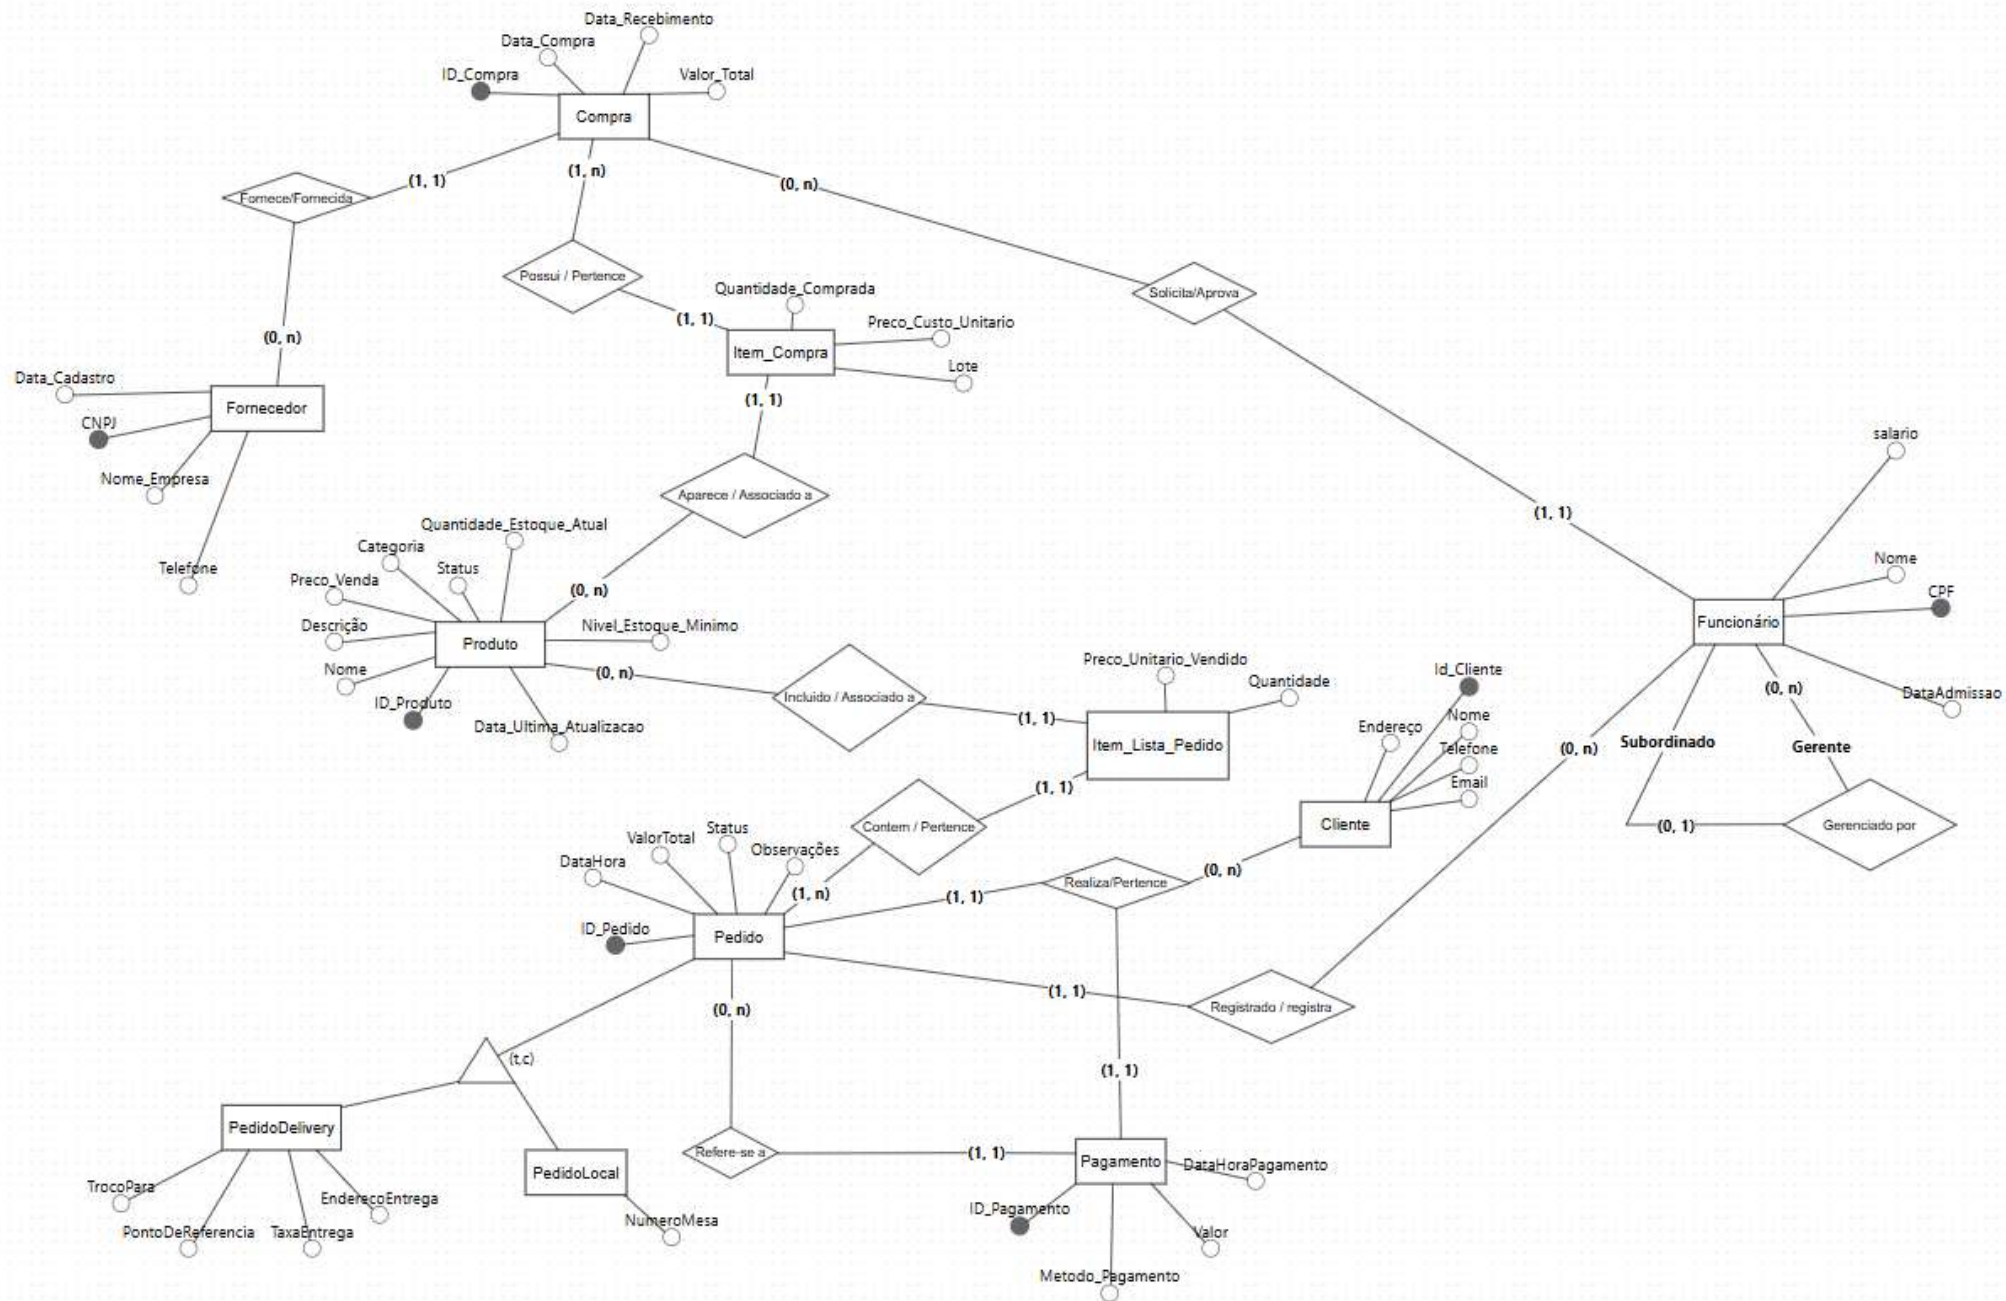 Data_Recebimento
Data_Compra
ID_Compra
Valor_Total
Compra
(1, 1)
(1, n)
(0, n)
Fornece/Fornecida
Possui / Pertence
Solicita/Aprova
Quantidade_Comprada
(1, 1)
Preco_Custo_Unitario
Item_Compra
Lote
(0, n)
Data_Cadastro
Fornecedor
CNPJ
Nome_Empresa
Telefone
(1, 1)
salario
Aparece / Associado a
(1, 1)
Quantidade_Estoque_Atual
Categoria
Status
Preco_Venda
(0, n)
Descrição
Nivel_Estoque_Minimo
Produto
Nome
ID_Produto
Data_Ultima_Atualizacao
(0, n)
Nome
CPF
Funcionário
Incluido / Associado a
Preco_Unitario_Vendido
Quantidade
(1, 1)
Item_Lista_Pedido
Id_Cliente
Endereço
Nome
Telefone
Email
Cliente
(0, n)
DataAdmissao
(0, n)
Subordinado
Gerente
(0, 1)
Gerenciado por
(1, 1)
Contem / Pertence
Status
ValorTotal
Observações
DataHora
(1, n)
(1, 1)
Realiza/Pertence
(0, n)
ID_Pedido
Pedido
(1, 1)
Registrado / registra
(0, n)
(t,c)
(1, 1)
PedidoDelivery
PedidoLocal
Refere-se a
(1, 1)
Pagamento
DataHoraPagamento
TrocoPara
EnderecoEntrega
PontoDeReferencia
TaxaEntrega
NumeroMesa
ID_Pagamento
Valor
Metodo_Pagamento